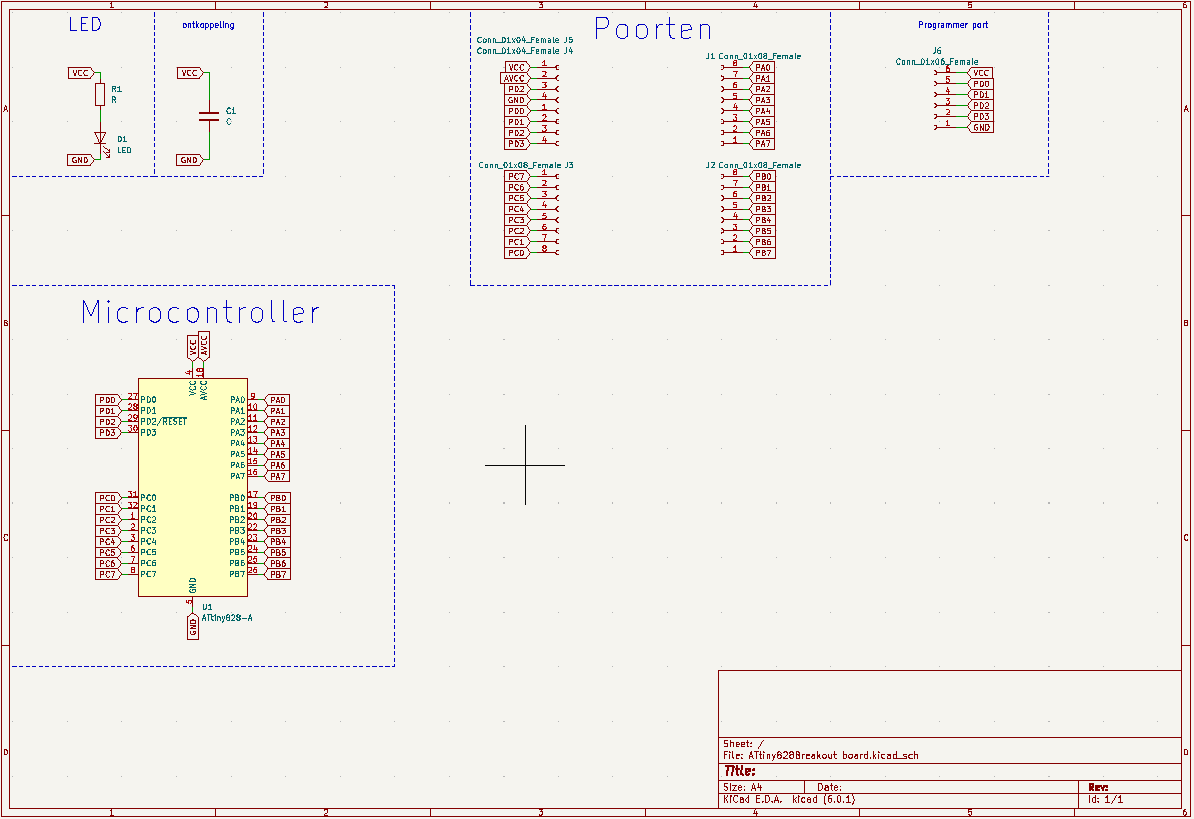 1 2 3 4 5 6
LED
ontkoppeling
Poorten
Programmer port
VCC
R1
R
D1
LED
GND
VCC
C1
C
GND
Conn_01x04_Female J5
Conn_01x04_Female J4
VCC 1
AVCC 2
PD2 3
GND 4
PD0 1
PD1 2
PD2 3
PD3 4
Conn_01x08_Female J3
PC7 1
PC6 2
PC5 3
PC4 4
PC3 5
PC2 6
PC1 7
PC0 8
J1 Conn_01x08_Female
8 PA0
7 PA1
6 PA2
5 PA3
4 PA4
3 PA5
2 PA6
1 PA7
J2 Conn_01x08_Female
8 PB0
7 PB1
6 PB2
5 PB3
4 PB4
3 PB5
2 PB6
1 PB7
J6
Conn_01x06_Female
6 VCC
5 PD0
4 PD1
3 PD2
2 PD3
1 GND
A A
B B
C C
D D
Microcontroller
VCC AVCC
4 18
VCC AVCC
PD0 27 PD0
PD1 28 PD1
PD2 29 PD2/RESET
PD3 30 PD3
PA0 9 PA0
PA1 10 PA1
PA2 11 PA2
PA3 12 PA3
PA4 13 PA4
PA5 14 PA5
PA6 15 PA6
PA7 16 PA7
PC0 31 PC0
PC1 32 PC1
PC2 1 PC2
PC3 2 PC3
PC4 3 PC4
PC5 6 PC5
PC6 7 PC6
PC7 8 PC7
PB0 17 PB0
PB1 19 PB1
PB2 20 PB2
PB3 22 PB3
PB4 23 PB4
PB5 24 PB5
PB6 25 PB6
PB7 26 PB7
GND
5
GND
U1
ATtiny828-A
Sheet: /
File: ATtiny828Breakout board.kicad_sch
Title:
Size: A4 Date: Rev:
KiCad E.D.A. kicad (6.0.1) Id: 1/1
1 2 3 4 5 6